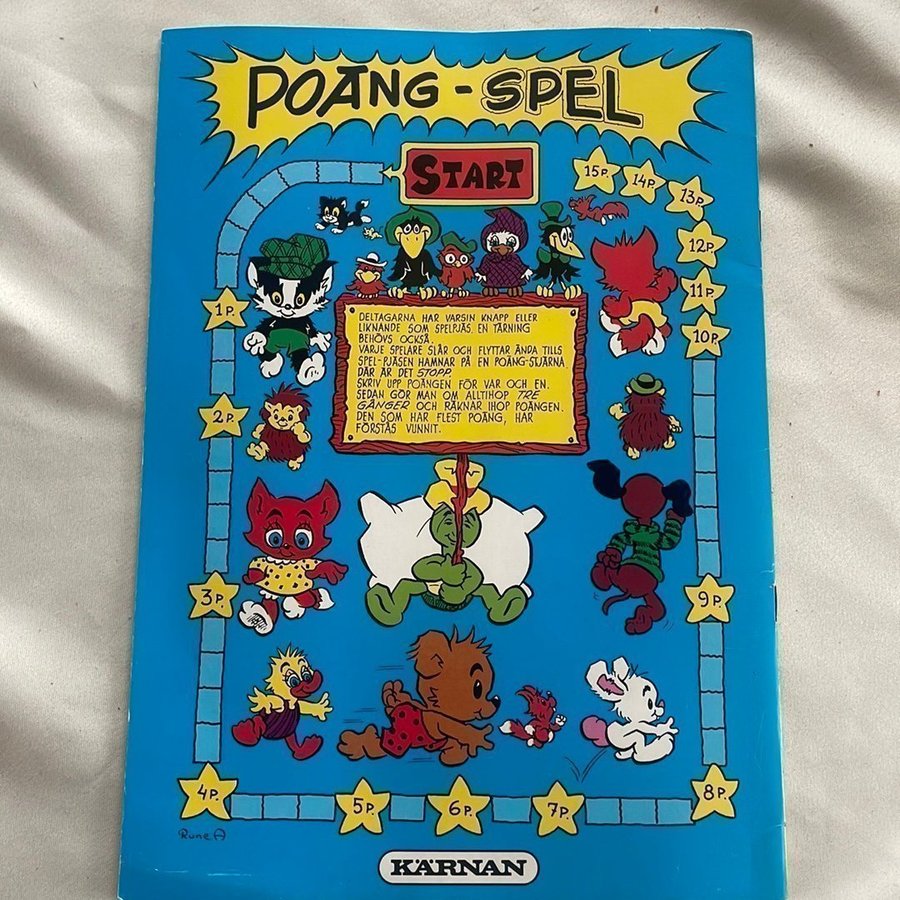 POÄNG - SPEL
START
15P.
14P.
13P.
12P.
11P.
10P.
1P.
DELTAGARNA HAR VARSIN KNAPP ELLER
LIKNANDE SOM SPELPJÄS. EN TÄRNING
BEHÖVS OCKSÅ.
VARJE SPELARE SLÅR OCH FLYTTAR ÄNDA TILLS
SPEL-PJÄSEN HAMNAR PÅ EN POÄNG-STJÄRNA.
DÄR ÄR DET STOPP.
SKRIV UPP POÄNGEN FÖR VAR OCH EN.
SEDAN GÖR MAN OM ALLTIHOP TRE
GÅNGER OCH RÄKNAR IHOP POÄNGEN.
DEN SOM HAR FLEST POÄNG, HAR
FÖRSTÅS VUNNIT.
2P.
3P.
9P.
4P.
5P.
6P.
7P.
8P.
Rune A
KÄRNAN